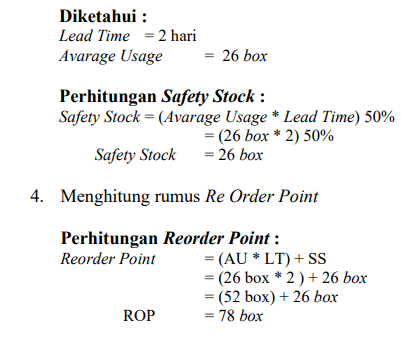 Diketahui :
Lead Time = 2 hari
Avarage Usage = 26 box
Perhitungan Safety Stock :
Safety Stock = (Avarage Usage * Lead Time) 50%
= (26 box * 2) 50%
Safety Stock = 26 box
4. Menghitung rumus Re Order Point
Perhitungan Reorder Point :
Reorder Point = (AU * LT) + SS
= (26 box * 2 ) + 26 box
= (52 box) + 26 box
ROP = 78 box